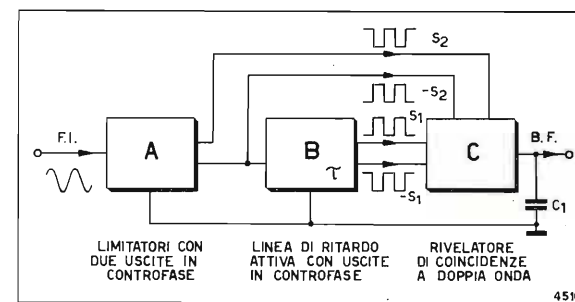 S2
-S2
S1
F.I.
A
B
τ
C
B.F.
-S1
C1
LIMITATORI CON
DUE USCITE IN
CONTROFASE
LINEA DI RITARDO
ATTIVA CON USCITE
IN CONTROFASE
RIVELATORE
DI COINCIDENZE
A DOPPIA ONDA